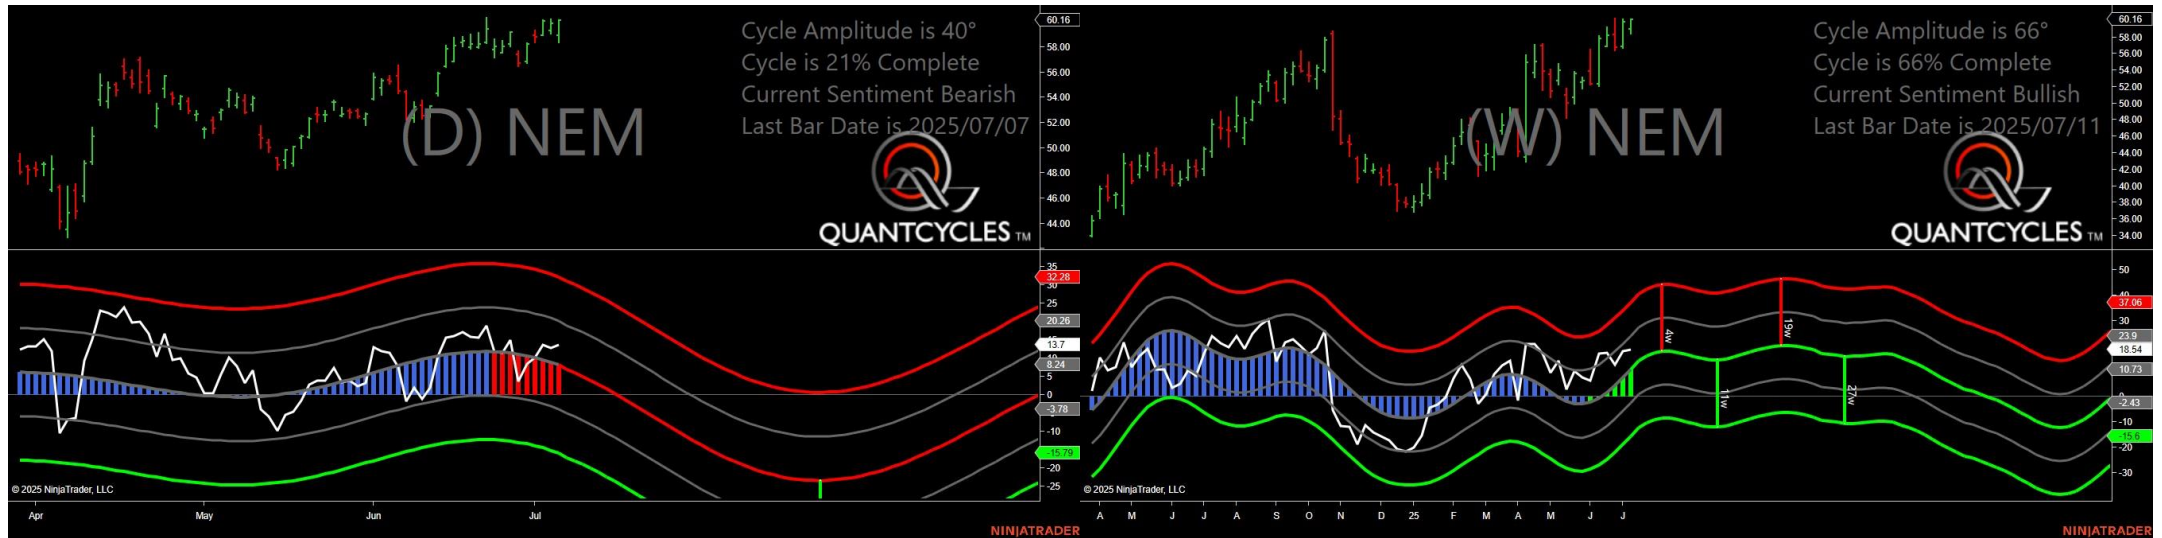 Cycle Amplitude is 40°
Cycle is 21% Complete
Current Sentiment Bearish
Last Bar Date is 2025/07/07
(D) NEM
QUANTCYCLES TM
60.16
58.00
56.00
54.00
52.00
50.00
48.00
46.00
44.00
35
32.28
30
25
20.26
13.7
8.24
5
0
-3.78
-10
-15.79
-20
-25
© 2025 NinjaTrader, LLC
Apr May Jun Jul
NINJATRADER
Cycle Amplitude is 66°
Cycle is 66% Complete
Current Sentiment Bullish
Last Bar Date is 2025/07/11
(W) NEM
QUANTCYCLES TM
60.16
58.00
56.00
54.00
52.00
50.00
48.00
46.00
44.00
42.00
40.00
38.00
36.00
34.00
4w
11w
19w
27w
50
37.06
30
23.9
18.54
10.73
-2.43
-10
-15.6
-20
-30
© 2025 NinjaTrader, LLC
A M J J A S O N D 25 F M A M J J
NINJATRADER